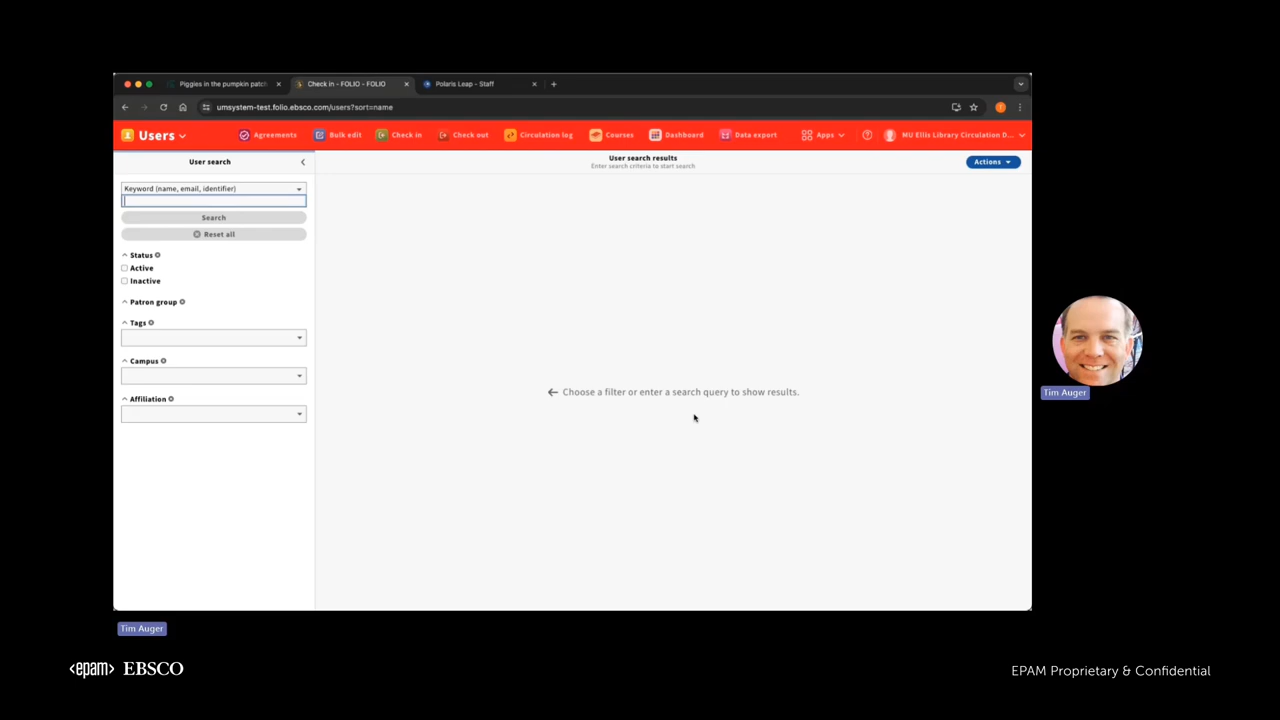 Piggies in the pumpkin patch
Check in - FOLIO - FOLIO
Polaris Leap - Staff
umsystem-test.folio.ebsco.com/users?sort=name
Users
Agreements
Bulk edit
Check in
Check out
Circulation log
Courses
Dashboard
Data export
Apps
MU Ellis Library Circulation D...
User search
User search results
Enter search criteria to start search
Actions
Keyword (name, email, identifier)
Search
Reset all
Status
Active
Inactive
Patron group
Tags
Campus
Affiliation
Choose a filter or enter a search query to show results.
Tim Auger
Tim Auger
<epam> EBSCO
EPAM Proprietary & Confidential